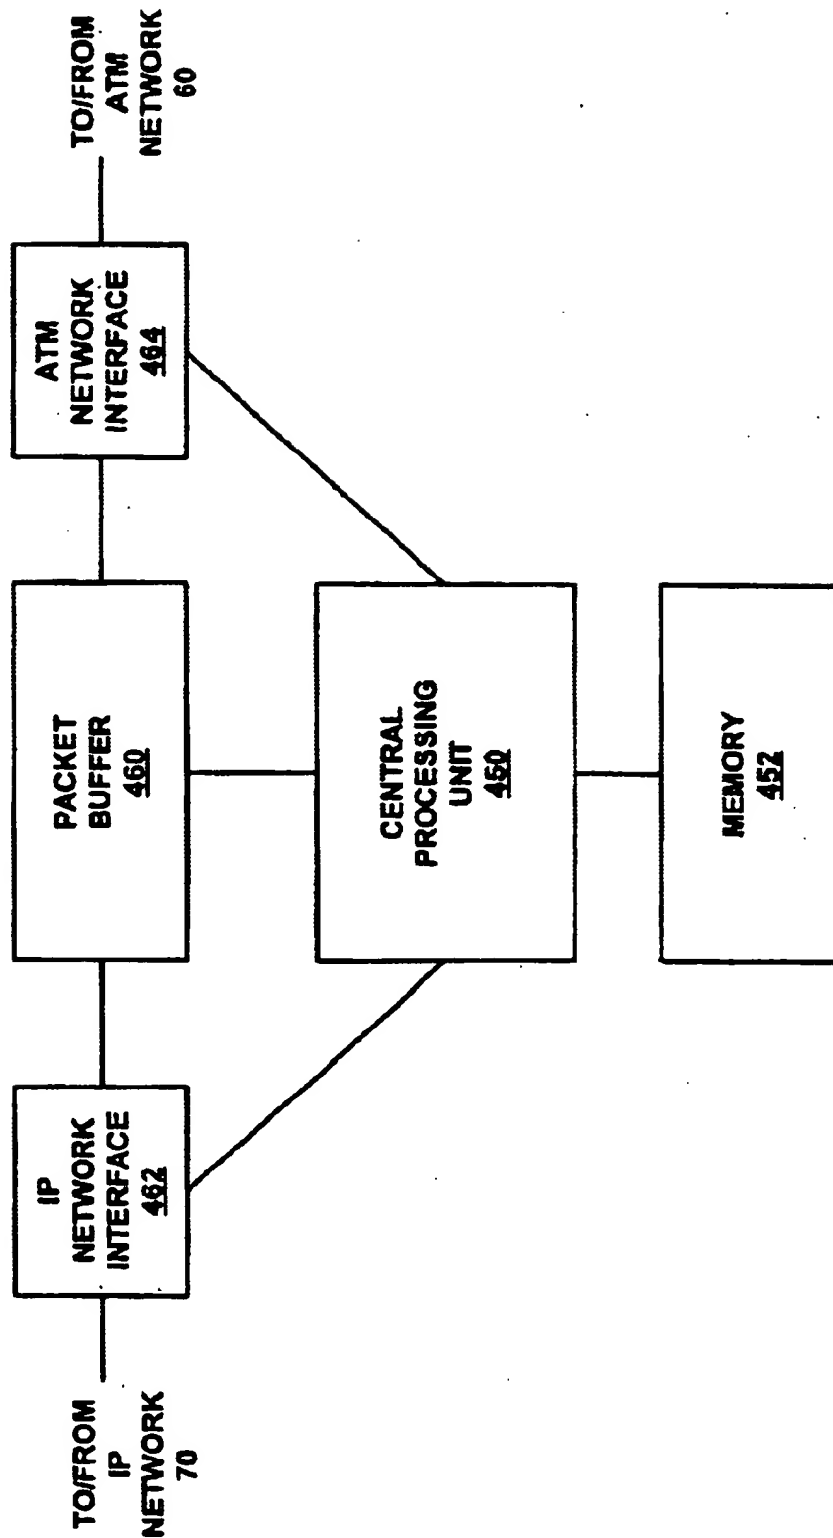 TO/FROM
IP
NETWORK
70
IP
NETWORK
INTERFACE
462
PACKET
BUFFER
460
ATM
NETWORK
INTERFACE
464
TO/FROM
ATM
NETWORK
60
CENTRAL
PROCESSING
UNIT
450
MEMORY
452